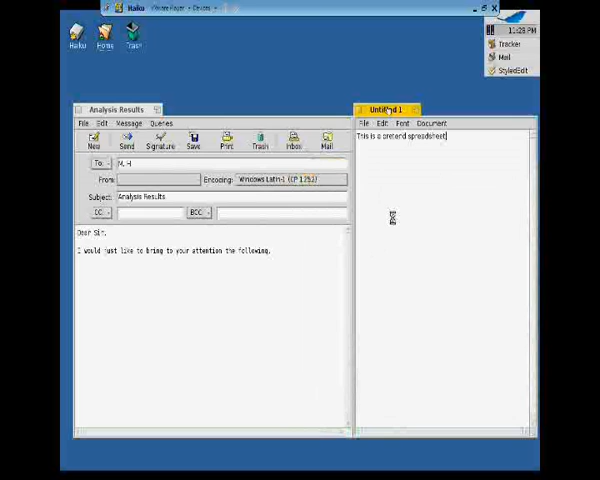 Haiku
Haiku
Home
Trash
11:28 PM
Tracker
Mail
StyledEdit
Analysis Results
File Edit Message Queries
New Send Signature Save Print Trash Inbox Mail
To: M. H
From: Encoding: Windows Latin-1 (CP 1252)
Subject: Analysis Results
CC: BCC:
Dear Sir,
I would just like to bring to your attention the following.
Untitled 1
File Edit Font Document
This is a pretend spreadsheet